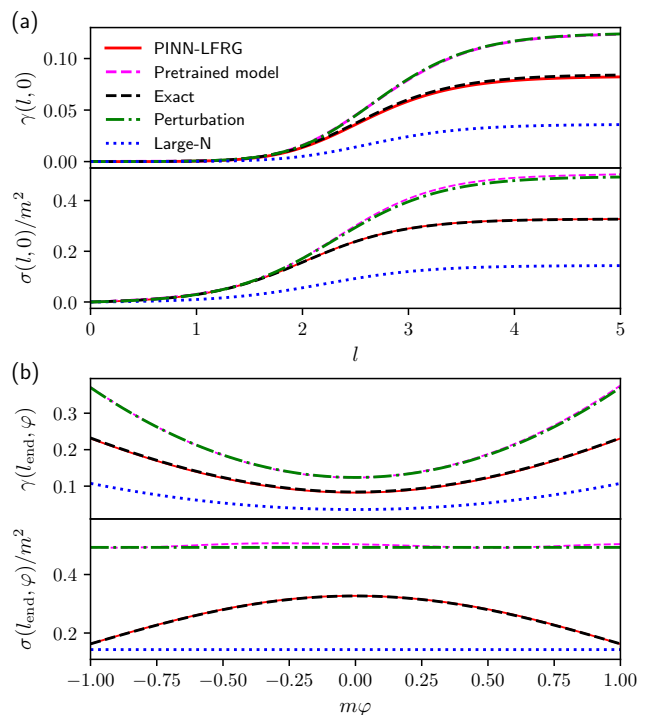 (a)
γ(l, 0)
0.10
0.05
0.00
PINN-LFRG
Pretrained model
Exact
Perturbation
Large-N
σ(l, 0)/m²
0.4
0.2
0.0
0 1 2 3 4 5
l
(b)
γ(l_end, φ)
0.3
0.2
0.1
σ(l_end, φ)/m²
0.4
0.2
−1.00 −0.75 −0.50 −0.25 0.00 0.25 0.50 0.75 1.00
mφ